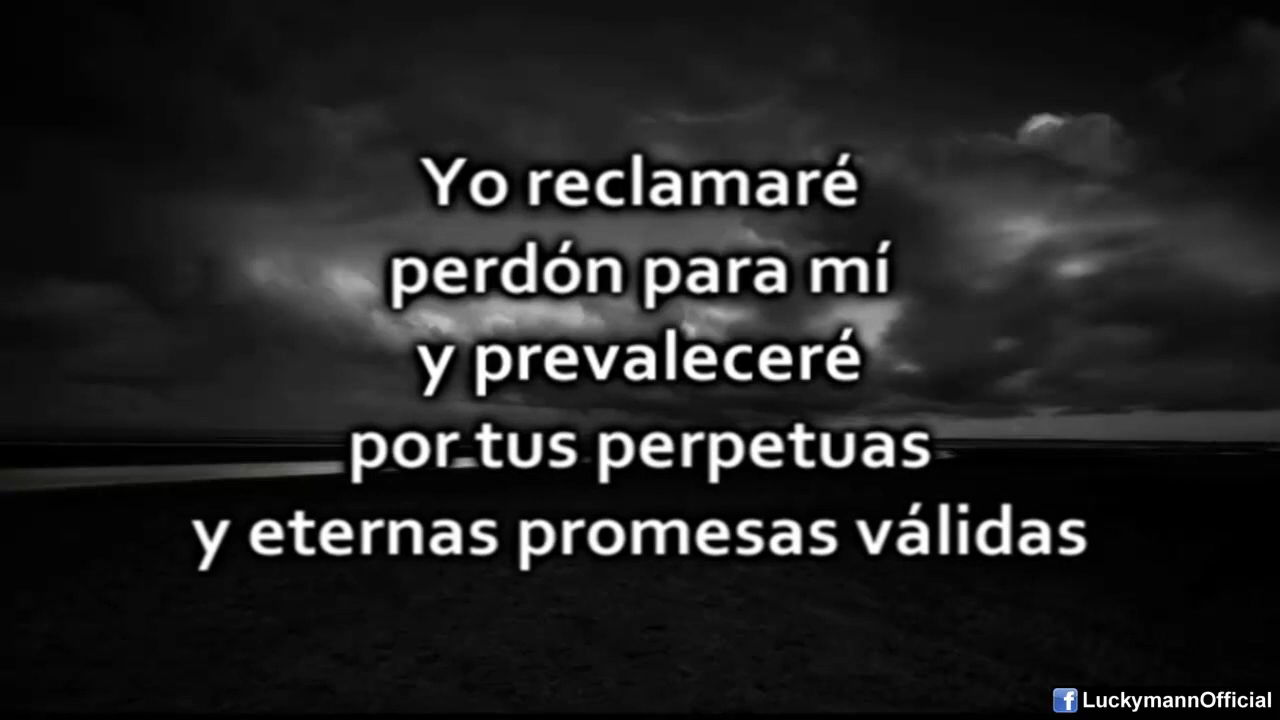 Yo reclamaré
perdón para mí
y prevaleceré
por tus perpetuas
y eternas promesas válidas
LuckymannOfficial